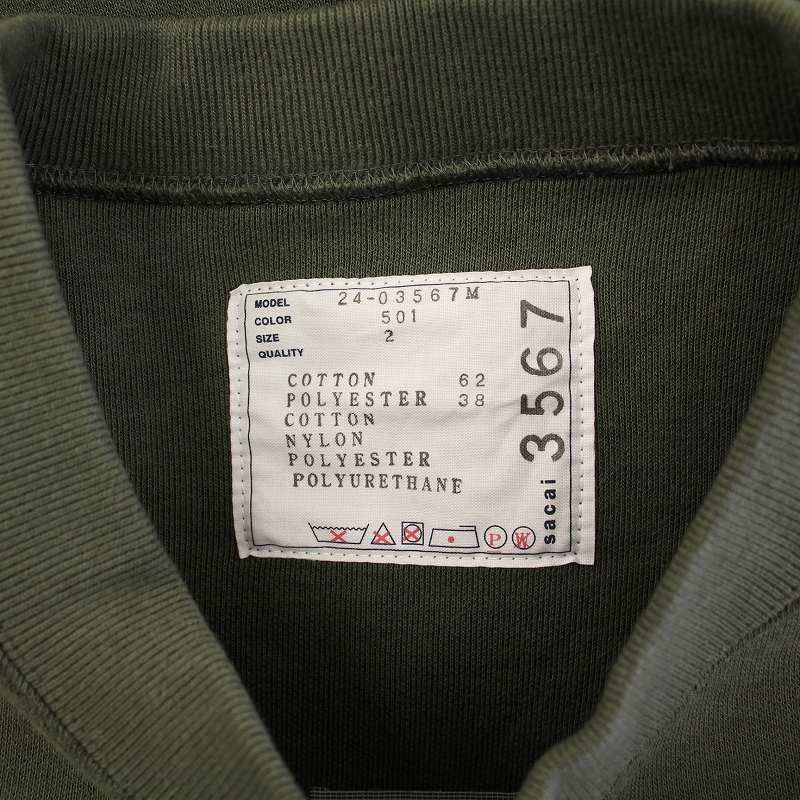 MODEL 24-03567M
COLOR 501
SIZE 2
QUALITY
COTTON 62
POLYESTER 38
COTTON
NYLON
POLYESTER
POLYURETHANE
P W
sacai 3567